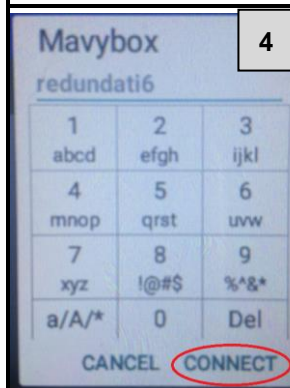 Mavybox
4
redundati6
1 2 3
abcd efgh ijkl
4 5 6
mnop qrst uvw
7 8 9
xyz !@#$ %^&*
a/A/* 0 Del
CANCEL CONNECT